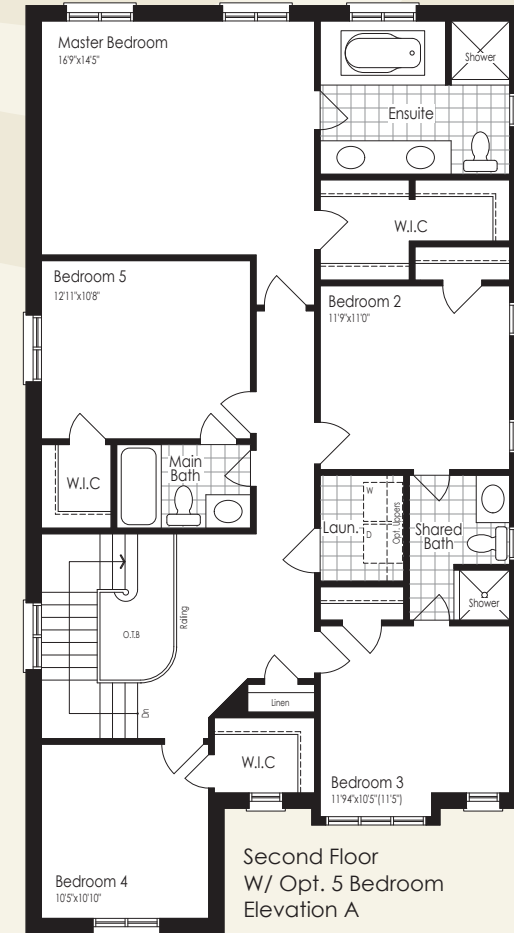 Master Bedroom
16'9"x14'5"
Shower
Ensuite
W.I.C
Bedroom 5
12'11"x10'8"
Bedroom 2
11'9"x11'0"
W.I.C
Main
Bath
W
D
Opt. Uppers
Laun.
Shared
Bath
Shower
O.T.B
Railing
Dn
Linen
W.I.C
Bedroom 3
11'94"x10'5"(11'5")
Bedroom 4
10'5"x10'10"
Second Floor
W/ Opt. 5 Bedroom
Elevation A